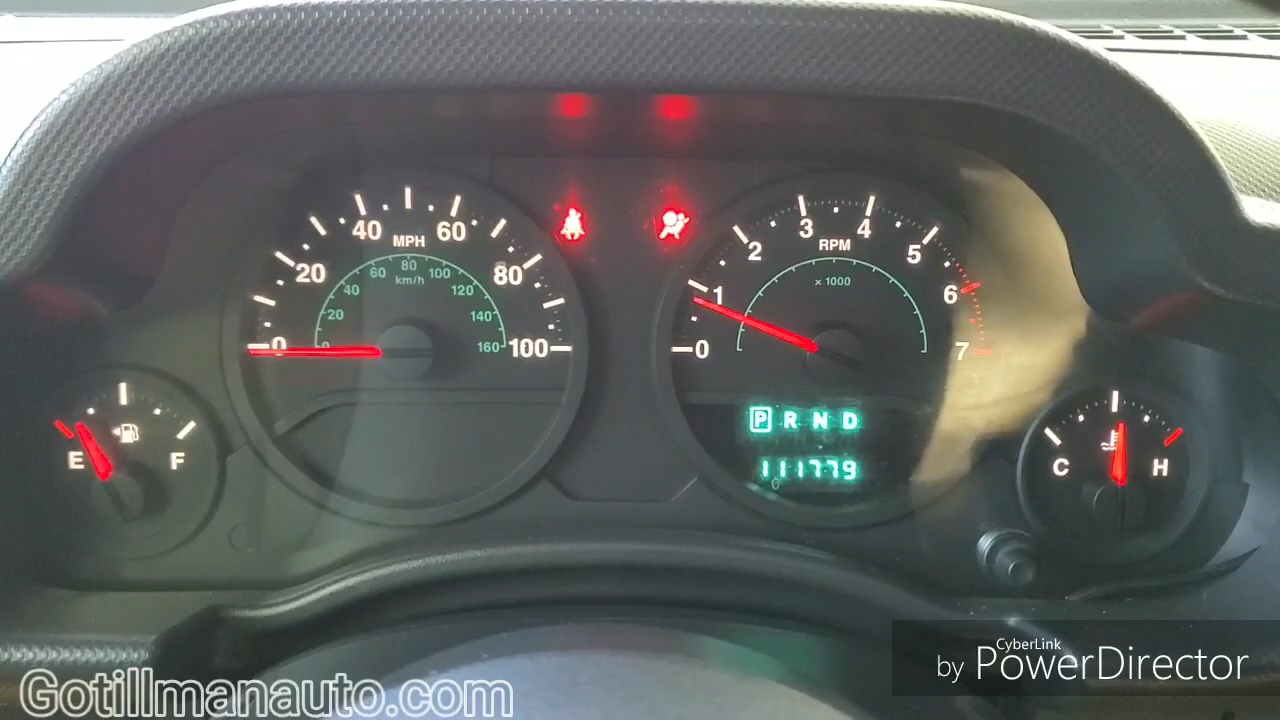 40 MPH 60
20 80
60 80 100
40 km/h 120
20 140
0 0 160 100
3 RPM 4
2 5
x 1000
1 6
0 7
P R N D
111779
E F
C H
CyberLink
by PowerDirector
Gotillmanauto.com